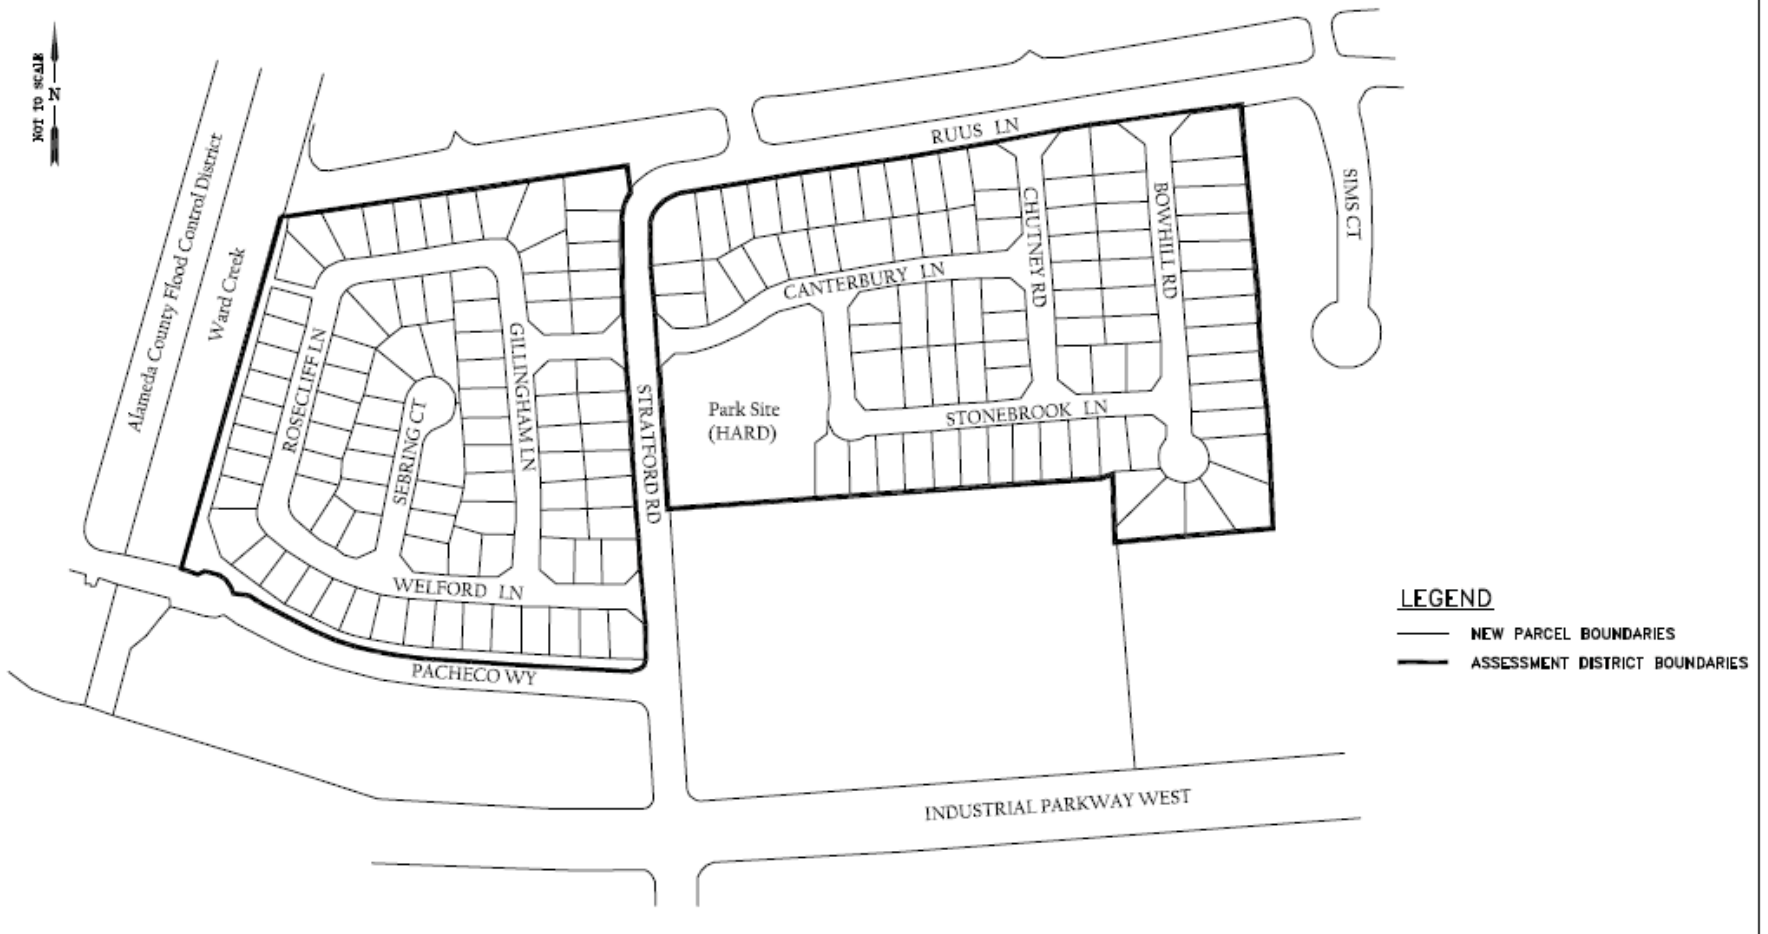 NOT TO SCALE
N
Alameda County Flood Control District
Ward Creek
RUUS LN
SIMS CT
BOWHILL RD
CHUTNEY RD
CANTERBURY LN
ROSECLIFF LN
GILLINGHAM LN
SEBRING CT
STRATFORD RD
Park Site
(HARD)
STONEBROOK LN
WELFORD LN
PACHECO WY
INDUSTRIAL PARKWAY WEST
LEGEND
NEW PARCEL BOUNDARIES
ASSESSMENT DISTRICT BOUNDARIES